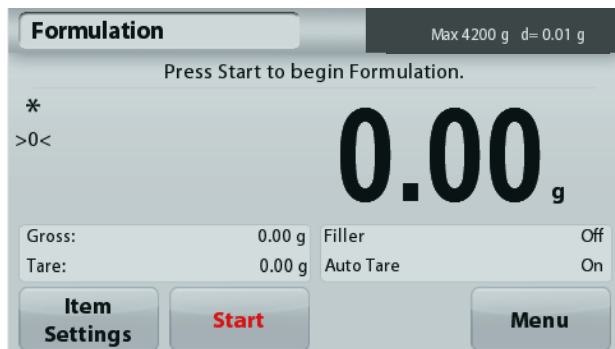 Formulation
Max 4200 g d= 0.01 g
Press Start to begin Formulation.
*
>0<
0.00 g
Gross: 0.00 g Filler Off
Tare: 0.00 g Auto Tare On
Item
Settings
Start
Menu